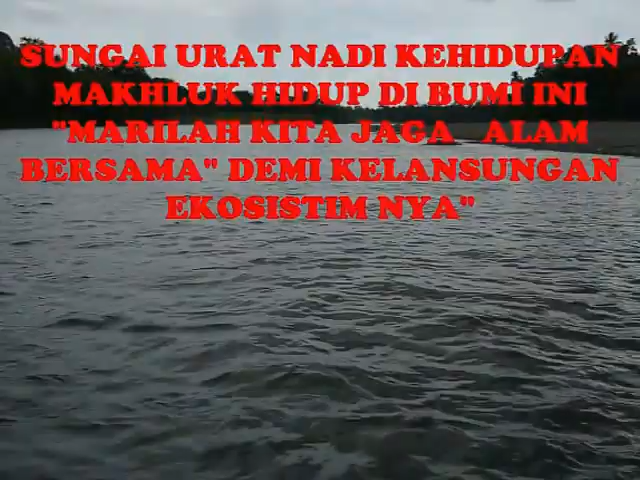 SUNGAI URAT NADI KEHIDUPAN
MAKHLUK HIDUP DI BUMI INI
"MARILAH KITA JAGA ALAM
BERSAMA" DEMI KELANSUNGAN
EKOSISTIM NYA"